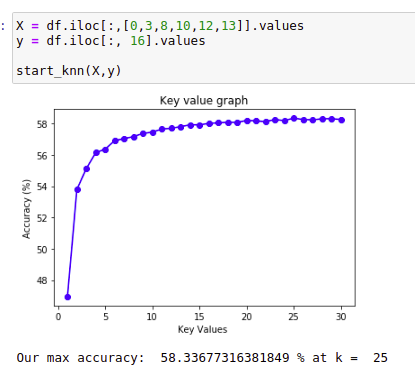 : X = df.iloc[:,[0,3,8,10,12,13]].values
y = df.iloc[:, 16].values
start_knn(X,y)
Key value graph
Accuracy (%)
58
56
54
52
50
48
0 5 10 15 20 25 30
Key Values
Our max accuracy:  58.33677316381849 % at k =  25